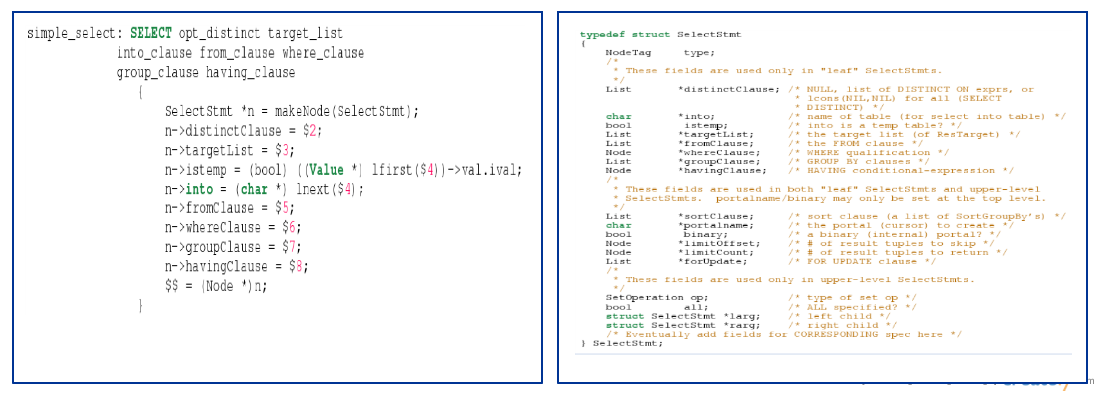 simple_select: SELECT opt_distinct target_list
into_clause from_clause where_clause
group_clause having_clause
{
SelectStmt *n = makeNode(SelectStmt);
n->distinctClause = $2;
n->targetList = $3;
n->istemp = (bool) ((Value *) lfirst($4))->val.ival;
n->into = (char *) lnext($4);
n->fromClause = $5;
n->whereClause = $6;
n->groupClause = $7;
n->havingClause = $8;
$$ = (Node *)n;
}
typedef struct SelectStmt
{
NodeTag type;
/*
* These fields are used only in "leaf" SelectStmts.
*/
List *distinctClause; /* NULL, list of DISTINCT ON exprs, or
* lcons(NIL,NIL) for all (SELECT
* DISTINCT) */
char *into; /* name of table (for select into table) */
bool istemp; /* into is a temp table? */
List *targetList; /* the target list (of ResTarget) */
List *fromClause; /* the FROM clause */
Node *whereClause; /* WHERE qualification */
List *groupClause; /* GROUP BY clauses */
Node *havingClause; /* HAVING conditional-expression */
/*
* These fields are used in both "leaf" SelectStmts and upper-level
* SelectStmts. portalname/binary may only be set at the top level.
*/
List *sortClause; /* sort clause (a list of SortGroupBy's) */
char *portalname; /* the portal (cursor) to create */
bool binary; /* a binary (internal) portal? */
Node *limitOffset; /* # of result tuples to skip */
Node *limitCount; /* # of result tuples to return */
List *forUpdate; /* FOR UPDATE clause */
/*
* These fields are used only in upper-level SelectStmts.
*/
SetOperation op; /* type of set op */
bool all; /* ALL specified? */
struct SelectStmt *larg; /* left child */
struct SelectStmt *rarg; /* right child */
/* Eventually add fields for CORRESPONDING spec here */
} SelectStmt;